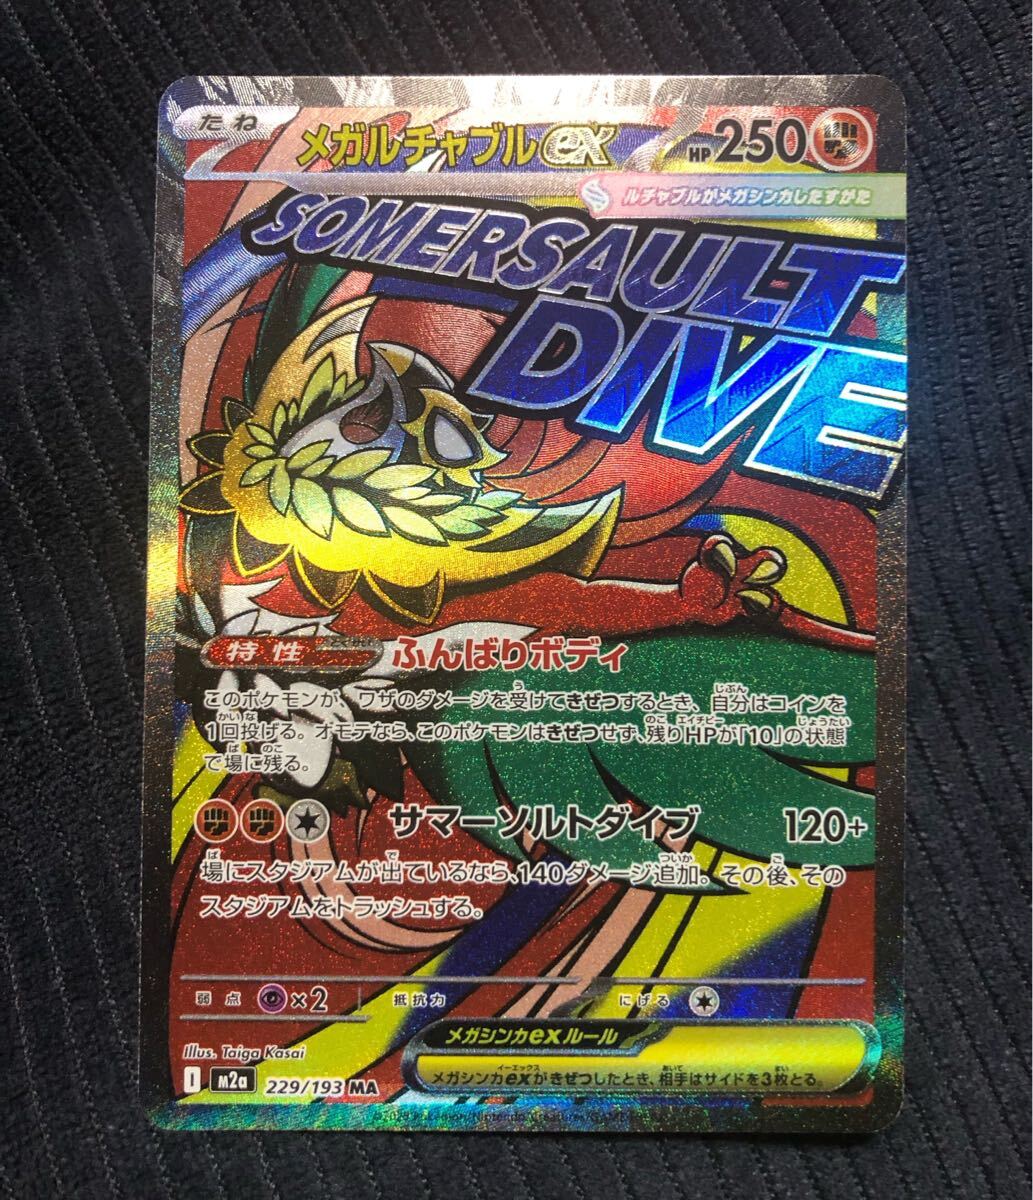 たね
メガルチャブルex HP 250
ルチャブルがメガシンカしたすがた
SOMERSAULT
DIVE
特性 とくせい ふんばりボディ
このポケモンが、ワザのダメージを受けてきぜつするとき、自分はコインを
1回投げる。オモテなら、このポケモンはきぜつせず、残りHPが「10」の状態
で場に残る。
サマーソルトダイブ 120+
場にスタジアムが出ているなら、140ダメージ追加。その後、その
スタジアムをトラッシュする。
弱点 ×2 抵抗力 にげる
メガシンカexルール
メガシンカexがきぜつしたとき、相手はサイドを3枚とる。
Illus. Taiga Kasai
I m2a 229/193 MA